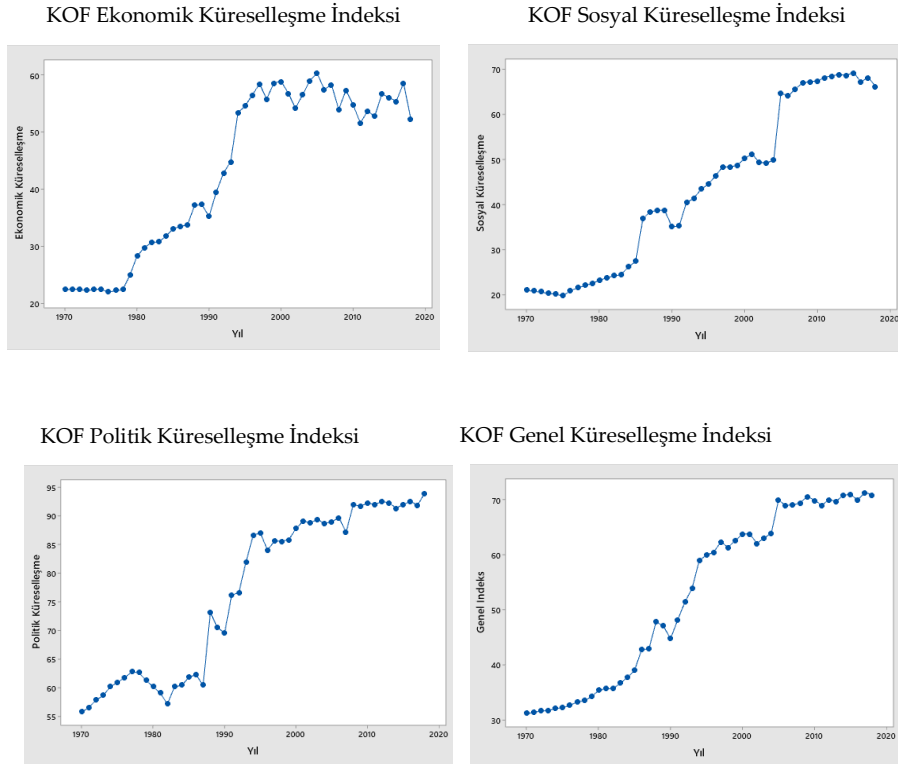 KOF Ekonomik Küreselleşme İndeksi
60
50
40
30
20
Ekonomik Küreselleşme
1970 1980 1990 2000 2010 2020
Yıl
KOF Sosyal Küreselleşme İndeksi
70
60
50
40
30
20
Sosyal Küreselleşme
1970 1980 1990 2000 2010 2020
Yıl
KOF Politik Küreselleşme İndeksi
95
90
85
80
75
70
65
60
55
Politik Küreselleşme
1970 1980 1990 2000 2010 2020
Yıl
KOF Genel Küreselleşme İndeksi
70
60
50
40
30
Genel Indeks
1970 1980 1990 2000 2010 2020
Yıl